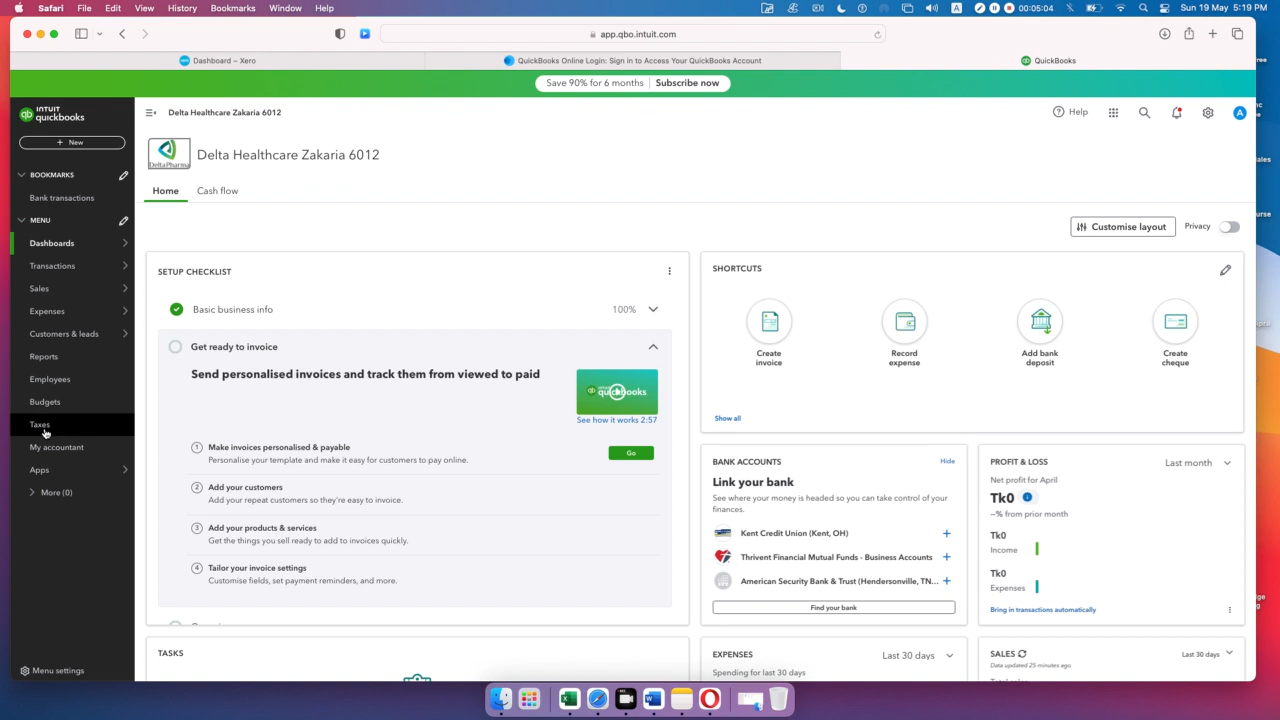 Safari File Edit View History Bookmarks Window Help
00:05:04
A
Sun 19 May 5:19 PM
app.qbo.intuit.com
Dashboard – Xero
QuickBooks Online Login: Sign in to Access Your QuickBooks Account
QuickBooks
Save 90% for 6 months Subscribe now
INTUIT
quickbooks
Delta Healthcare Zakaria 6012
Help
A
+ New
DeltaPharma
Delta Healthcare Zakaria 6012
BOOKMARKS
Bank transactions
MENU
Dashboards
Transactions
Sales
Expenses
Customers & leads
Reports
Employees
Budgets
Taxes
My accountant
Apps
More (0)
Menu settings
Home Cash flow
Customise layout
Privacy
SETUP CHECKLIST
Basic business info 100%
Get ready to invoice
Send personalised invoices and track them from viewed to paid
quickbooks
See how it works 2:57
1 Make invoices personalised & payable
Personalise your template and make it easy for customers to pay online.
Go
2 Add your customers
Add your repeat customers so they're easy to invoice.
3 Add your products & services
Get the things you sell ready to add to invoices quickly.
4 Tailor your invoice settings
Customise fields, set payment reminders, and more.
TASKS
SHORTCUTS
Create
invoice
Record
expense
Add bank
deposit
Create
cheque
Show all
BANK ACCOUNTS
Hide
Link your bank
See where your money is headed so you can take control of your
finances.
Kent Credit Union (Kent, OH)
Thrivent Financial Mutual Funds - Business Accounts
American Security Bank & Trust (Hendersonville, TN...
Find your bank
PROFIT & LOSS
Last month
Net profit for April
Tk0
--% from prior month
Tk0
Income
Tk0
Expenses
Bring in transactions automatically
EXPENSES
Last 30 days
Spending for last 30 days
SALES
Last 30 days
Data updated 25 minutes ago